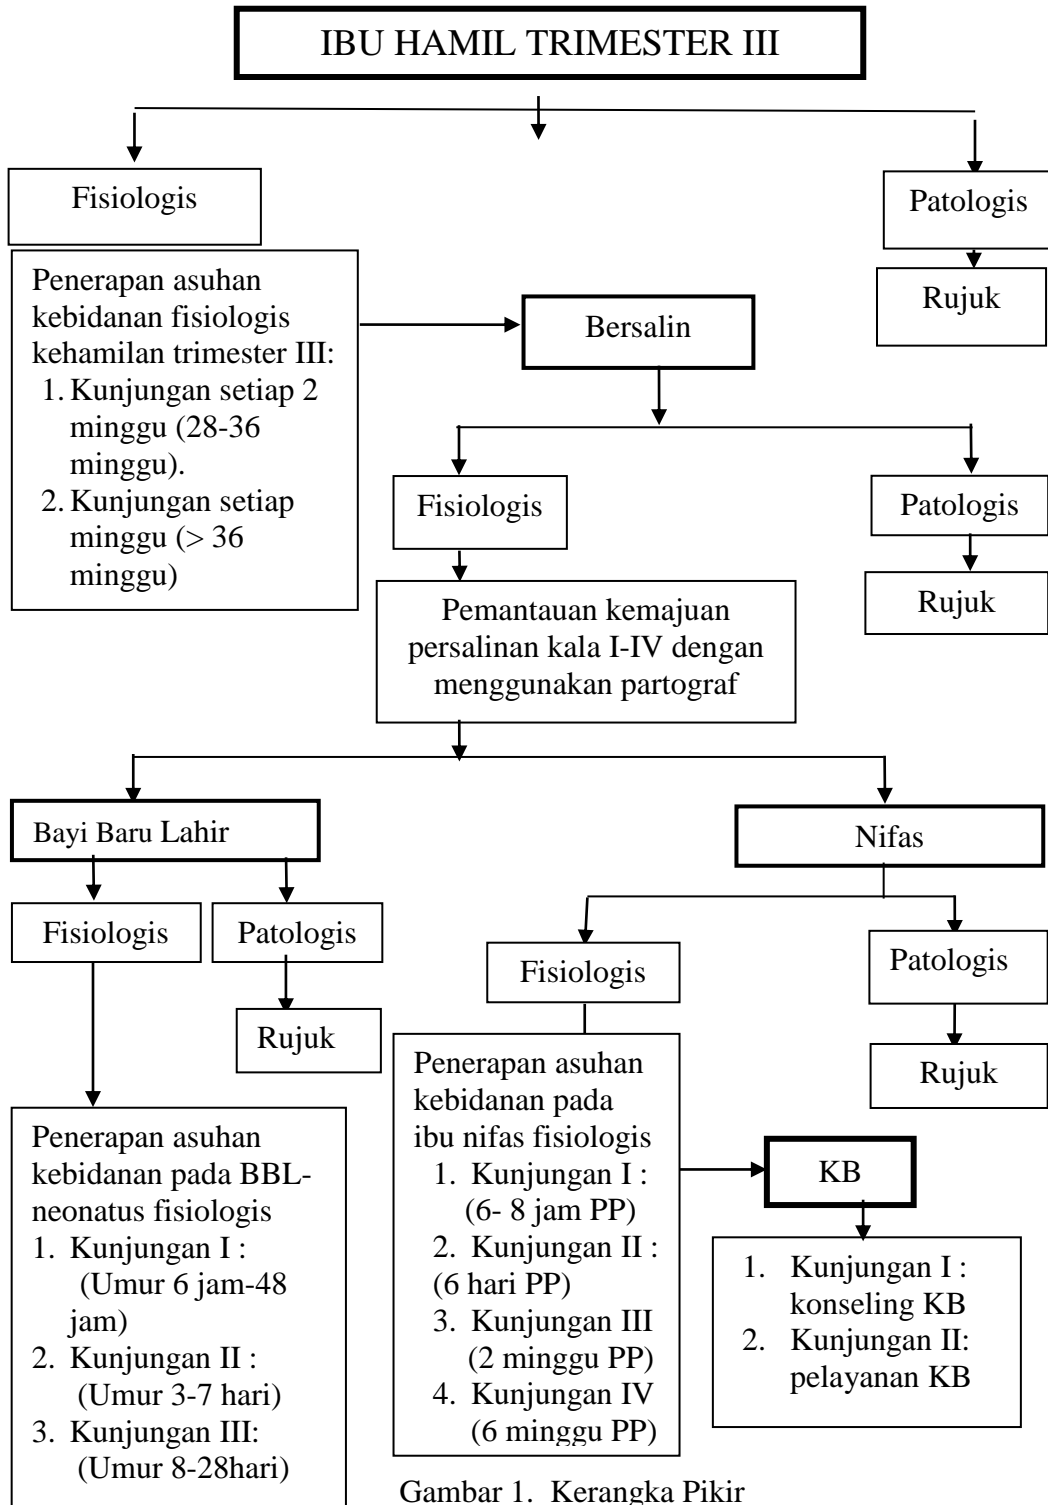 IBU HAMIL TRIMESTER III
Fisiologis
Patologis
Penerapan asuhan
kebidanan fisiologis
kehamilan trimester III:
1. Kunjungan setiap 2
minggu (28-36
minggu).
2. Kunjungan setiap
minggu (> 36
minggu)
Rujuk
Bersalin
Fisiologis
Patologis
Rujuk
Pemantauan kemajuan
persalinan kala I-IV dengan
menggunakan partograf
Bayi Baru Lahir
Nifas
Fisiologis
Patologis
Rujuk
Penerapan asuhan
kebidanan pada BBL-
neonatus fisiologis
1. Kunjungan I :
(Umur 6 jam-48
jam)
2. Kunjungan II :
(Umur 3-7 hari)
3. Kunjungan III:
(Umur 8-28hari)
Fisiologis
Patologis
Rujuk
Penerapan asuhan
kebidanan pada
ibu nifas fisiologis
1. Kunjungan I :
(6- 8 jam PP)
2. Kunjungan II :
(6 hari PP)
3. Kunjungan III
(2 minggu PP)
4. Kunjungan IV
(6 minggu PP)
KB
1. Kunjungan I :
konseling KB
2. Kunjungan II:
pelayanan KB
Gambar 1. Kerangka Pikir